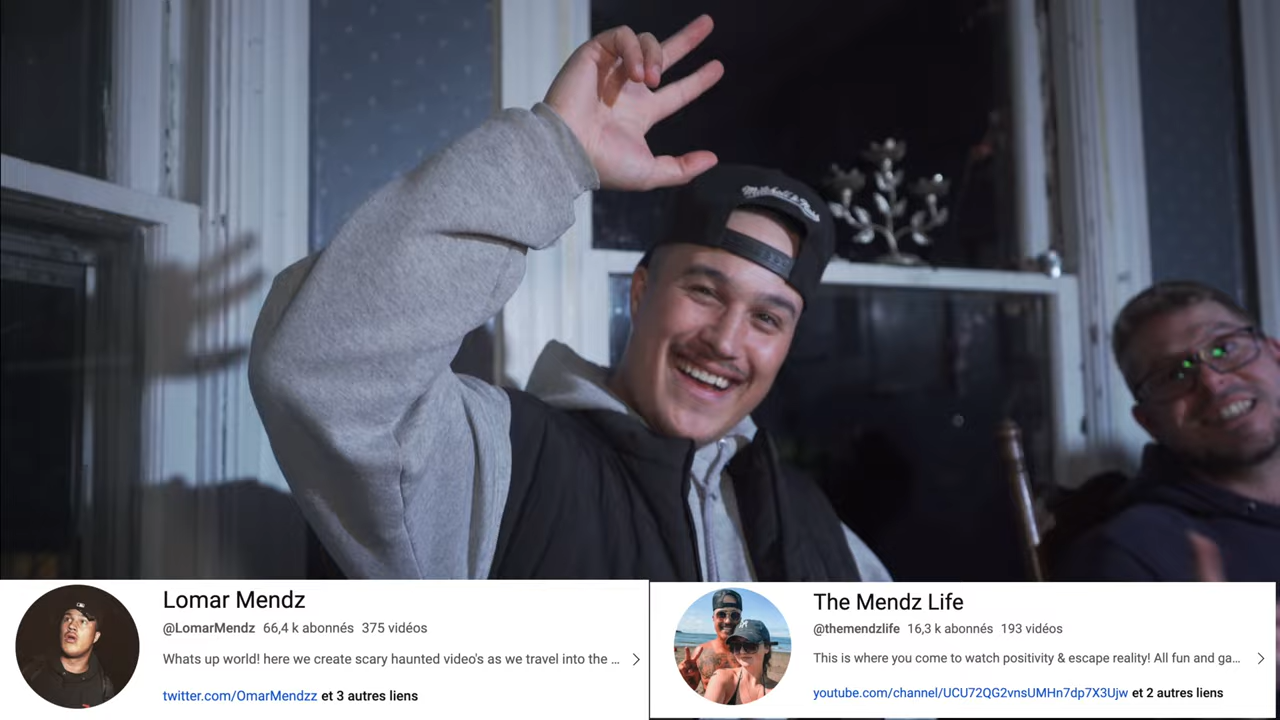 Mitchell & Ness
Lomar Mendz
@LomarMendz 66,4 k abonnés 375 vidéos
Whats up world! here we create scary haunted video's as we travel into the ...
twitter.com/OmarMendzz et 3 autres liens
The Mendz Life
@themendzlife 16,3 k abonnés 193 vidéos
This is where you come to watch positivity & escape reality! All fun and ga...
youtube.com/channel/UCU72QG2vnsUMHn7dp7X3Ujw et 2 autres liens